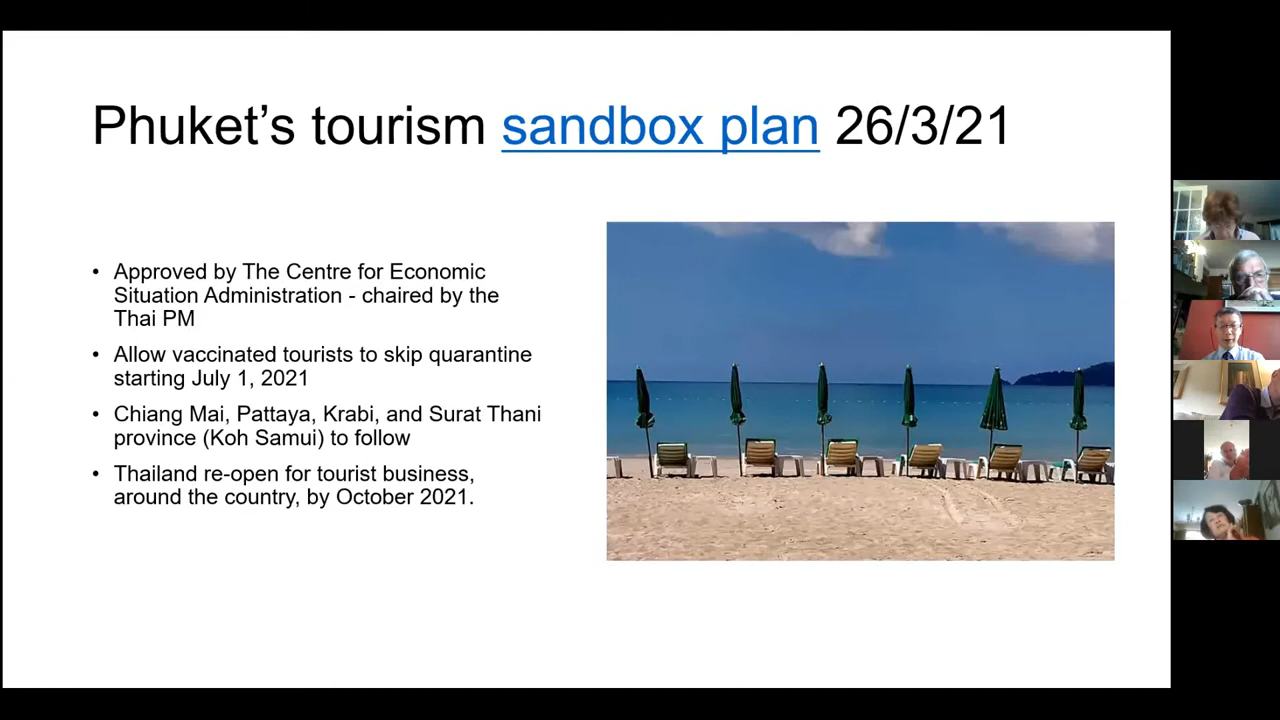 Phuket’s tourism sandbox plan 26/3/21
• Approved by The Centre for Economic
Situation Administration - chaired by the
Thai PM
• Allow vaccinated tourists to skip quarantine
starting July 1, 2021
• Chiang Mai, Pattaya, Krabi, and Surat Thani
province (Koh Samui) to follow
• Thailand re-open for tourist business,
around the country, by October 2021.